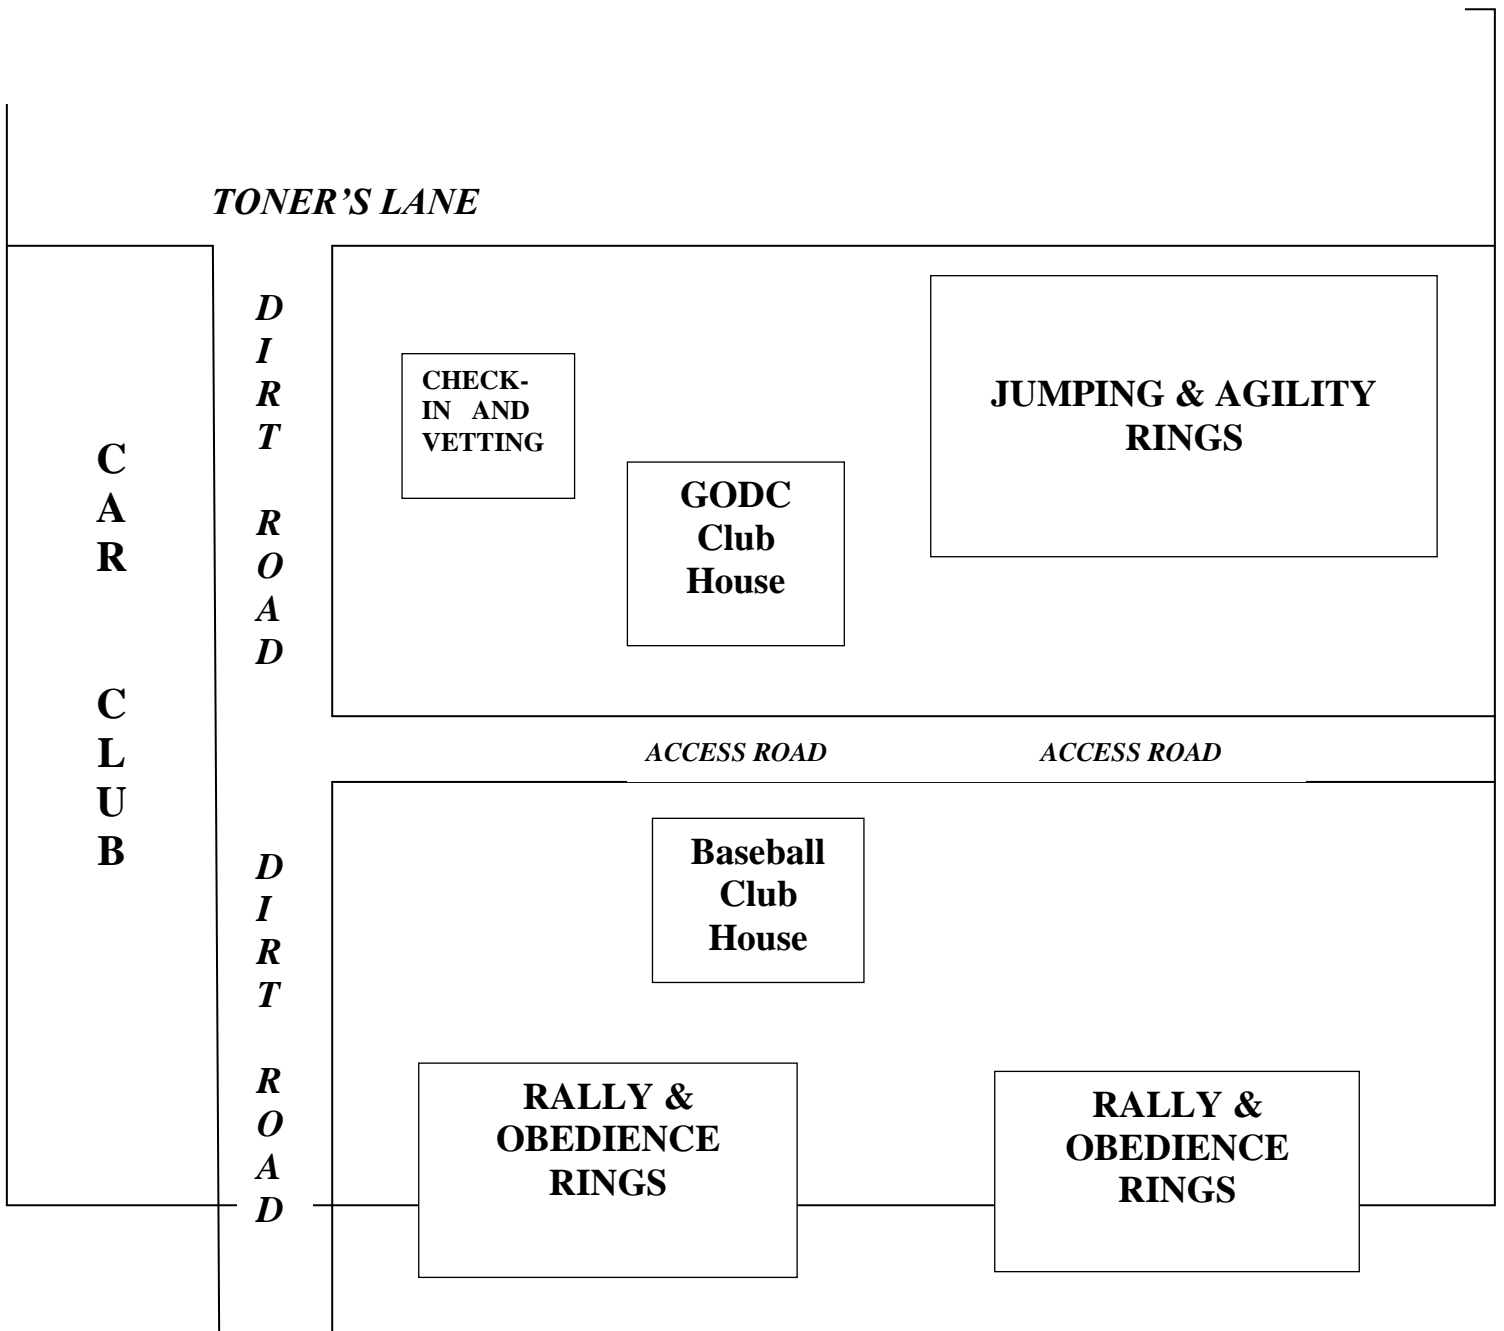 TONER’S LANE
D
I
R
T
R
O
A
D
C
A
R
C
L
U
B
CHECK-
IN AND
VETTING
GODC
Club
House
JUMPING & AGILITY
RINGS
ACCESS ROAD
ACCESS ROAD
D
I
R
T
R
O
A
D
Baseball
Club
House
RALLY &
OBEDIENCE
RINGS
RALLY &
OBEDIENCE
RINGS